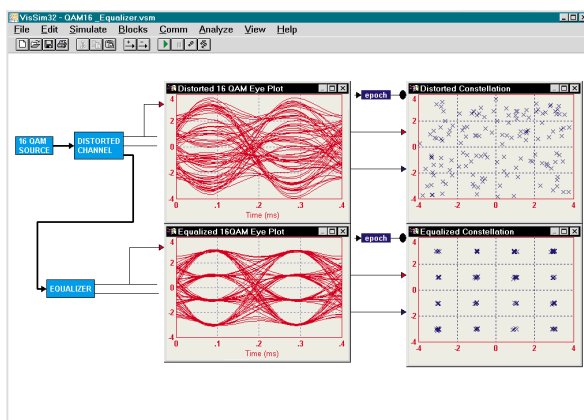 VisSim32 - QAM16 _Equalizer.vsm
File Edit Simulate Blocks Comm Analyze View Help
Distorted 16 QAM Eye Plot
4
2
0
-2
-4
0
.1
.2
.3
.4
Time (ms)
epoch
Distorted Constellation
4
2
0
-2
-4
-4
-2
0
2
4
16 QAM
SOURCE
DISTORTED
CHANNEL
Equalized 16QAM Eye Plot
4
2
0
-2
-4
0
.1
.2
.3
.4
Time (ms)
epoch
Equalized Constellation
4
2
0
-2
-4
-4
-2
0
2
4
EQUALIZER